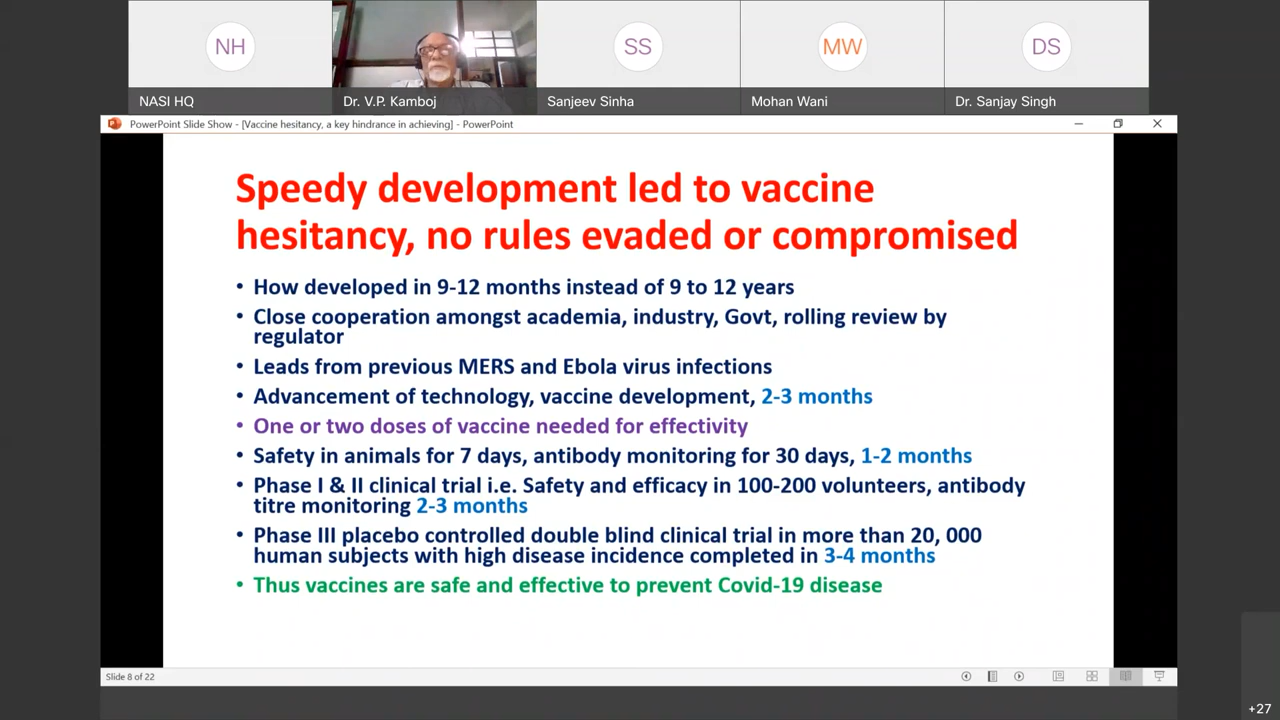 NH
SS
MW
DS
NASI HQ
Dr. V.P. Kamboj
Sanjeev Sinha
Mohan Wani
Dr. Sanjay Singh
PowerPoint Slide Show - [Vaccine hesitancy, a key hindrance in achieving] - PowerPoint
Speedy development led to vaccine
hesitancy, no rules evaded or compromised
• How developed in 9-12 months instead of 9 to 12 years
• Close cooperation amongst academia, industry, Govt, rolling review by
regulator
• Leads from previous MERS and Ebola virus infections
• Advancement of technology, vaccine development, 2-3 months
• One or two doses of vaccine needed for effectivity
• Safety in animals for 7 days, antibody monitoring for 30 days, 1-2 months
• Phase I & II clinical trial i.e. Safety and efficacy in 100-200 volunteers, antibody
titre monitoring 2-3 months
• Phase III placebo controlled double blind clinical trial in more than 20, 000
human subjects with high disease incidence completed in 3-4 months
• Thus vaccines are safe and effective to prevent Covid-19 disease
Slide 8 of 22
+27